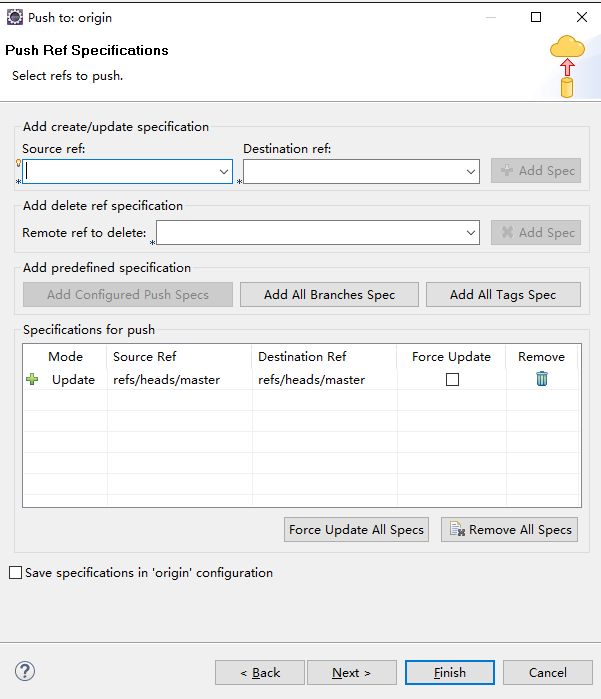 Push to: origin
Push Ref Specifications
Select refs to push.
Add create/update specification
Source ref: Destination ref:
* * Add Spec
Add delete ref specification
Remote ref to delete: * Add Spec
Add predefined specification
Add Configured Push Specs Add All Branches Spec Add All Tags Spec
Specifications for push
Mode Source Ref Destination Ref Force Update Remove
Update refs/heads/master refs/heads/master
Force Update All Specs Remove All Specs
Save specifications in 'origin' configuration
? < Back Next > Finish Cancel